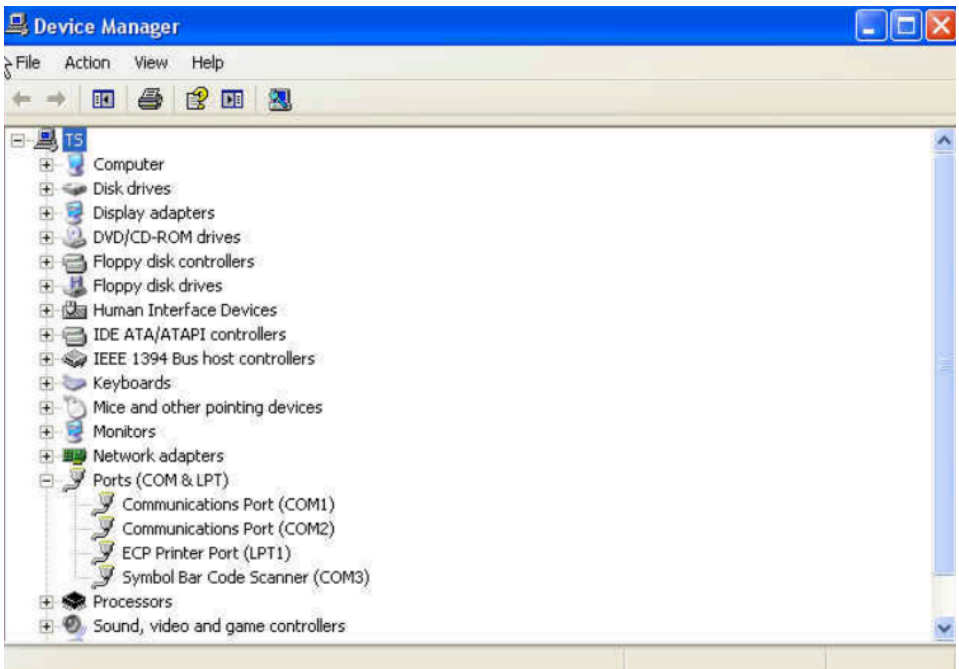 Device Manager
File Action View Help
TS
Computer
Disk drives
Display adapters
DVD/CD-ROM drives
Floppy disk controllers
Floppy disk drives
Human Interface Devices
IDE ATA/ATAPI controllers
IEEE 1394 Bus host controllers
Keyboards
Mice and other pointing devices
Monitors
Network adapters
Ports (COM & LPT)
Communications Port (COM1)
Communications Port (COM2)
ECP Printer Port (LPT1)
Symbol Bar Code Scanner (COM3)
Processors
Sound, video and game controllers